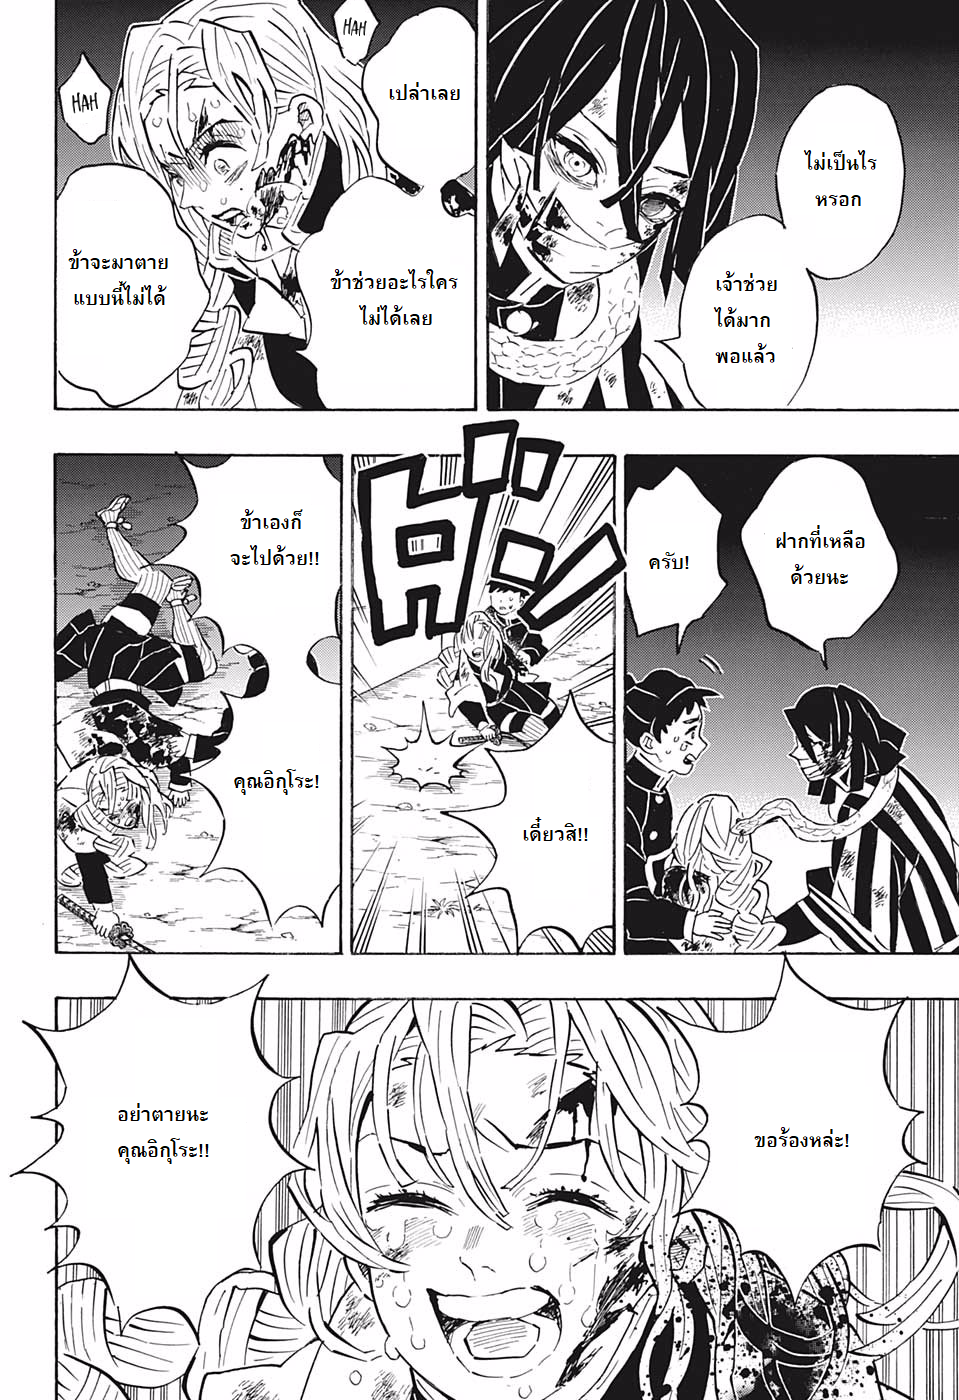 ไม่เป็นไร
หรอก
เจ้าช่วย
ได้มาก
พอแล้ว
HAH
HAH
HAH
เปล่าเลย
ข้าช่วยอะไรใคร
ไม่ได้เลย
ข้าจะมาตาย
แบบนี้ไม่ได้
ฝากที่เหลือ
ด้วยนะ
ครับ!
เดี๋ยวสิ!!
ข้าเองก็
จะไปด้วย!!
คุณอิกุโระ!
ขอร้องหล่ะ!
อย่าตายนะ
คุณอิกุโระ!!